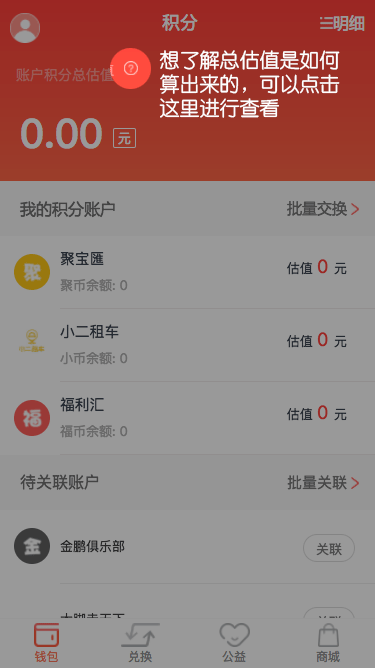 积分
明细
想了解总估值是如何
算出来的，可以点击
这里进行查看
账户积分总估值
0.00 元
我的积分账户
批量交换
聚
聚宝匯
聚币余额: 0
估值 0 元
小二租车
小二租车
小币余额: 0
估值 0 元
福
福利汇
福币余额: 0
估值 0 元
待关联账户
批量关联
金
金鹏俱乐部
关联
钱包
兑换
公益
商城